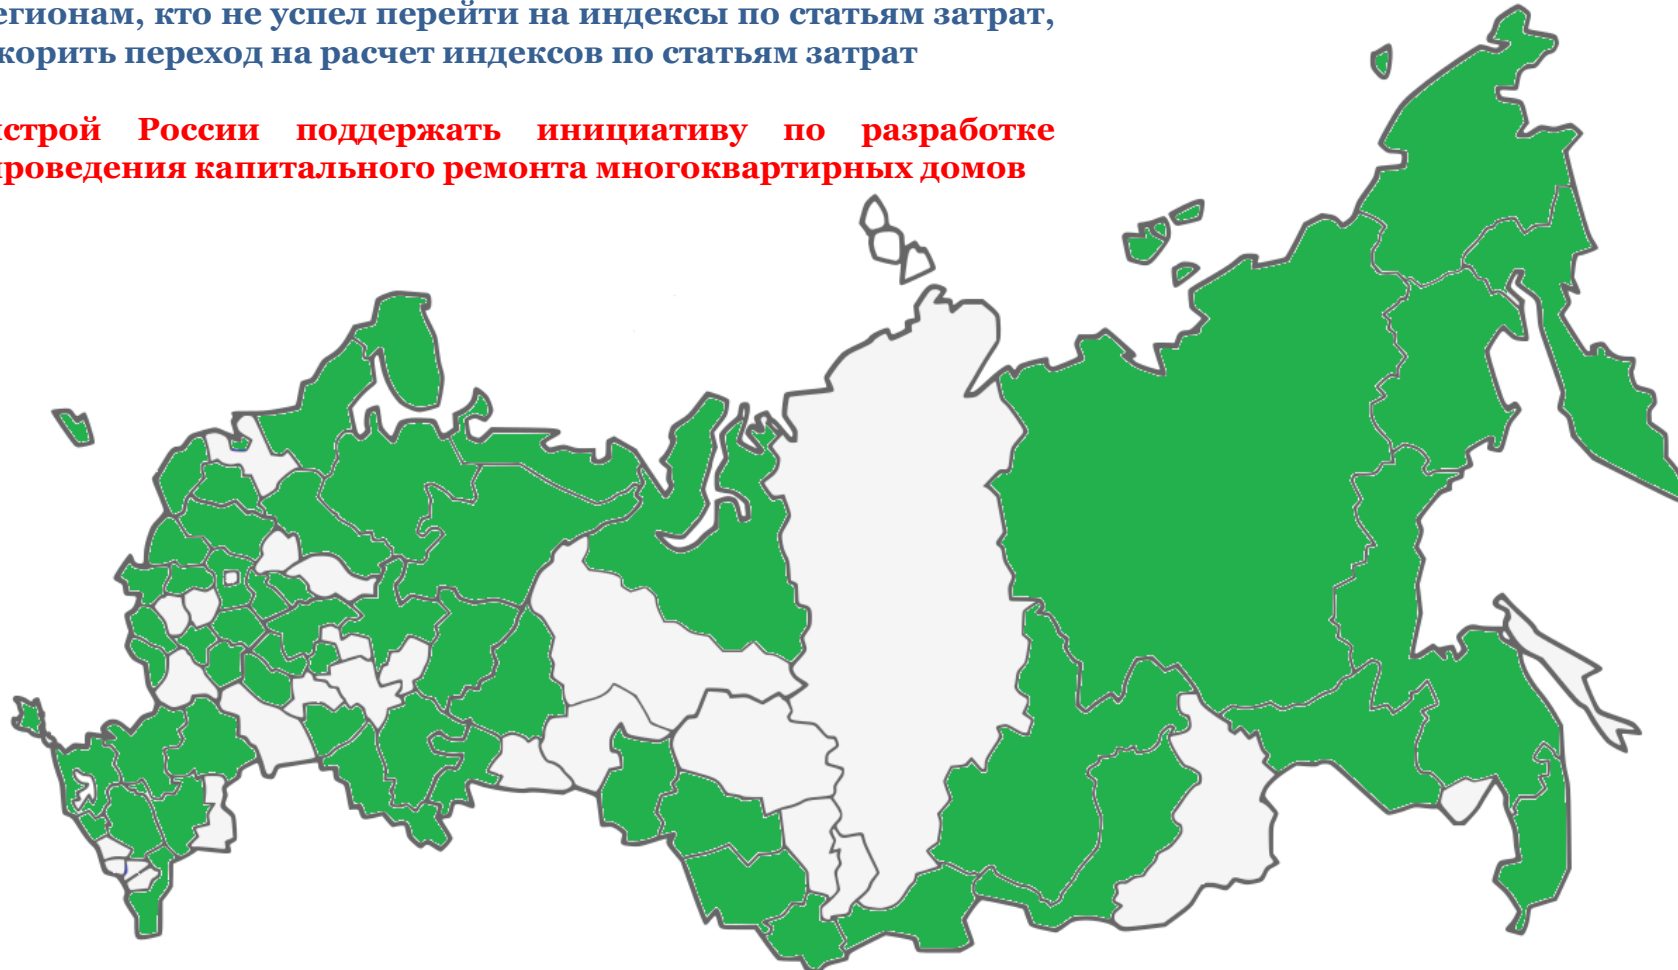 егионам, кто не успел перейти на индексы по статьям затрат,
корить переход на расчет индексов по статьям затрат
строй России поддержать инициативу по разработке
проведения капитального ремонта многоквартирных домов